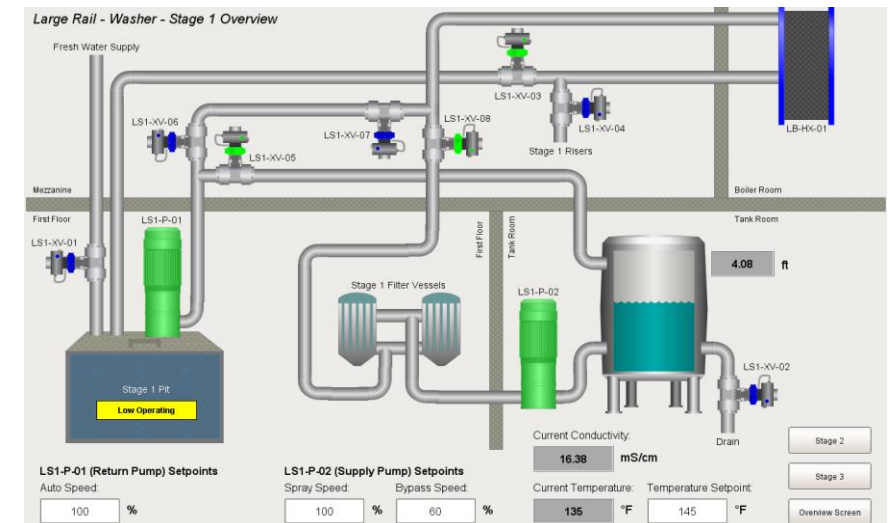 Large Rail - Washer - Stage 1 Overview
Fresh Water Supply
LS1-XV-03
LS1-XV-06
LS1-XV-07
LS1-XV-08
LS1-XV-04
LB-HX-01
LS1-XV-05
Stage 1 Risers
Mezzanine
Boiler Room
First Floor
LS1-P-01
First Floor
Tank Room
Tank Room
LS1-XV-01
4.08 ft
Stage 1 Filter Vessels
LS1-P-02
LS1-XV-02
Stage 1 Pit
Low Operating
Drain
Current Conductivity:
16.38 mS/cm
Stage 2
LS1-P-01 (Return Pump) Setpoints
LS1-P-02 (Supply Pump) Setpoints
Stage 3
Auto Speed:
Spray Speed:
Bypass Speed:
Current Temperature:
Temperature Setpoint:
100 %
100 %
60 %
135 °F
145 °F
Overview Screen